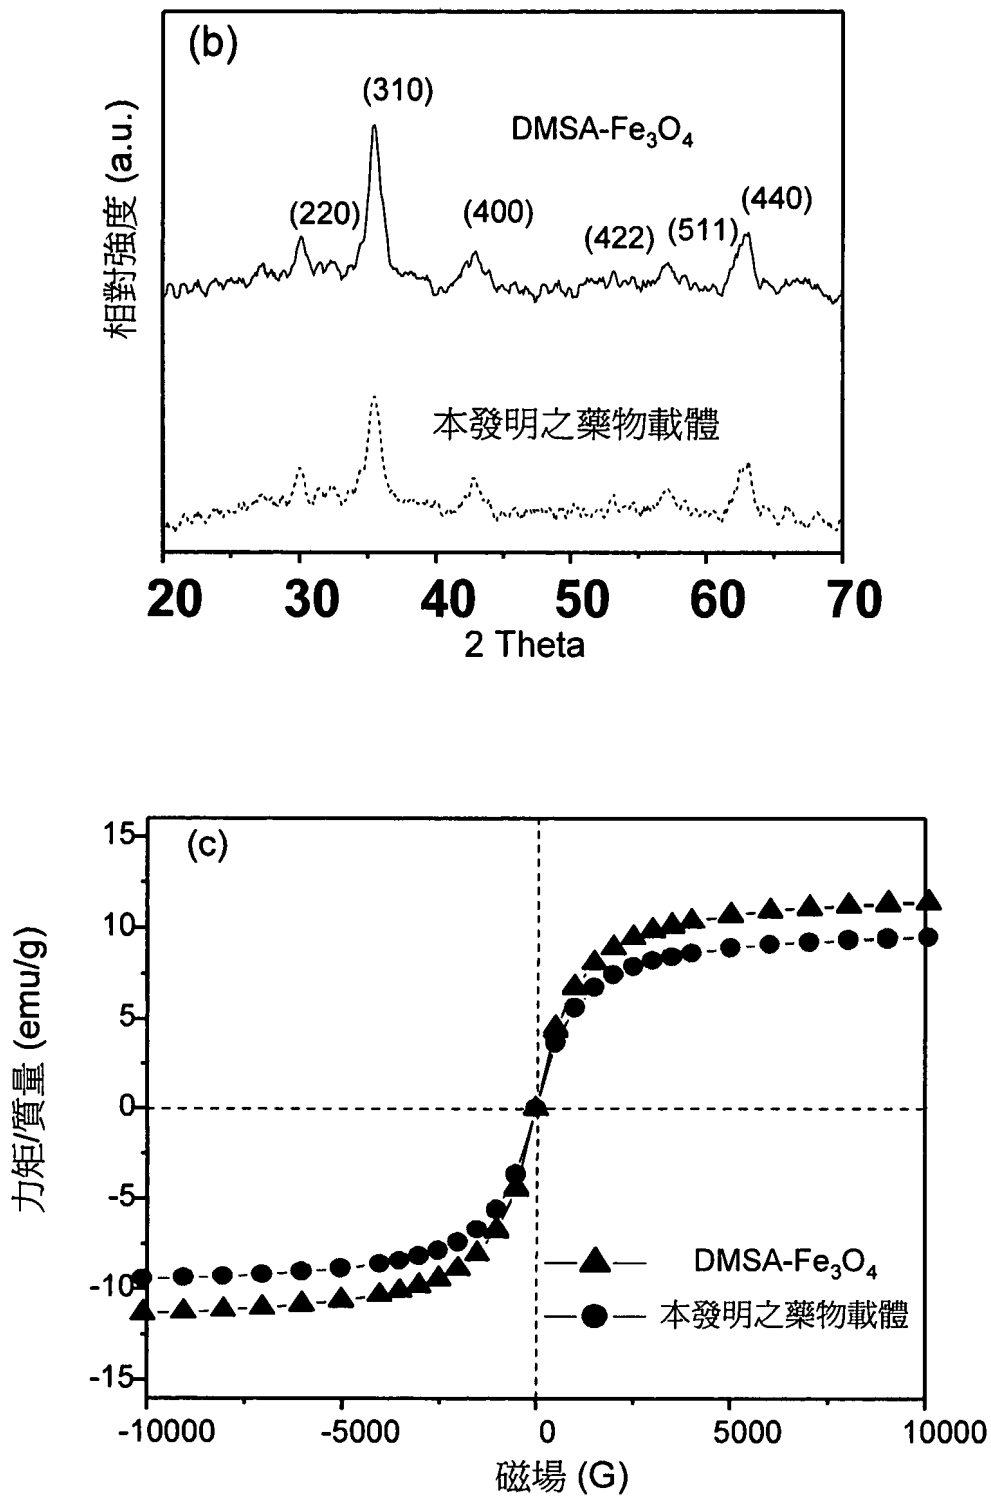 (b)
(310)
DMSA-Fe₃O₄
(220)
(400)
(422)
(511)
(440)
相對強度 (a.u.)
本發明之藥物載體
20 30 40 50 60 70
2 Theta
(c)
15
10
5
0
-5
-10
-15
力矩/質量 (emu/g)
DMSA-Fe₃O₄
本發明之藥物載體
-10000 -5000 0 5000 10000
磁場 (G)